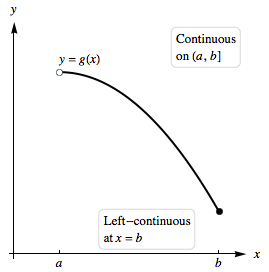 y
Continuous
on (a, b]
y = g(x)
Left−continuous
at x = b
x
a
b